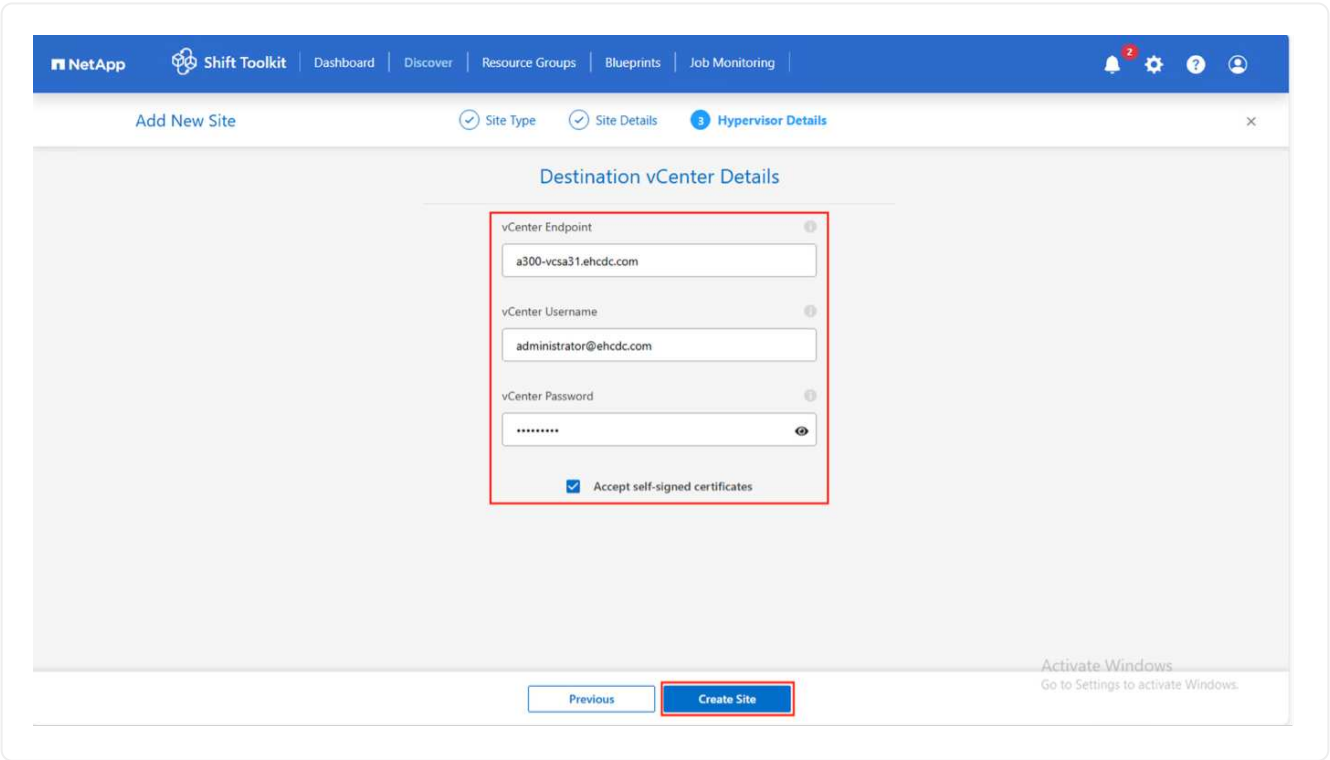 NetApp Shift Toolkit Dashboard Discover Resource Groups Blueprints Job Monitoring 2 ?
Add New Site Site Type Site Details 3 Hypervisor Details ×
Destination vCenter Details
vCenter Endpoint
a300-vcsa31.ehcdc.com
vCenter Username
administrator@ehcdc.com
vCenter Password
•••••••••
Accept self-signed certificates
Activate Windows
Go to Settings to activate Windows.
Previous Create Site